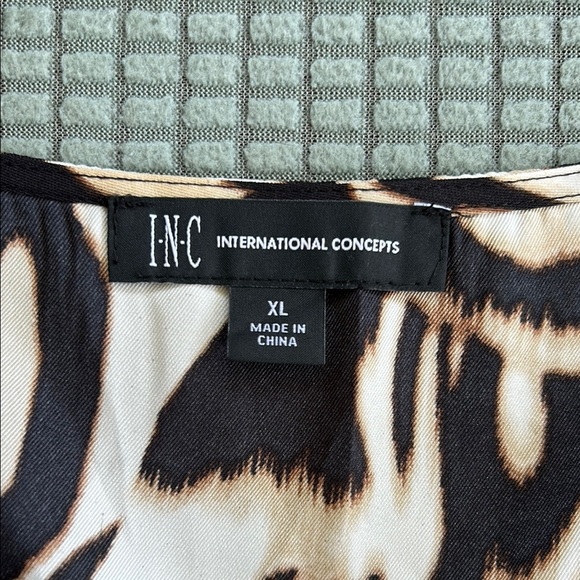 I·N·C INTERNATIONAL CONCEPTS
XL
MADE IN
CHINA